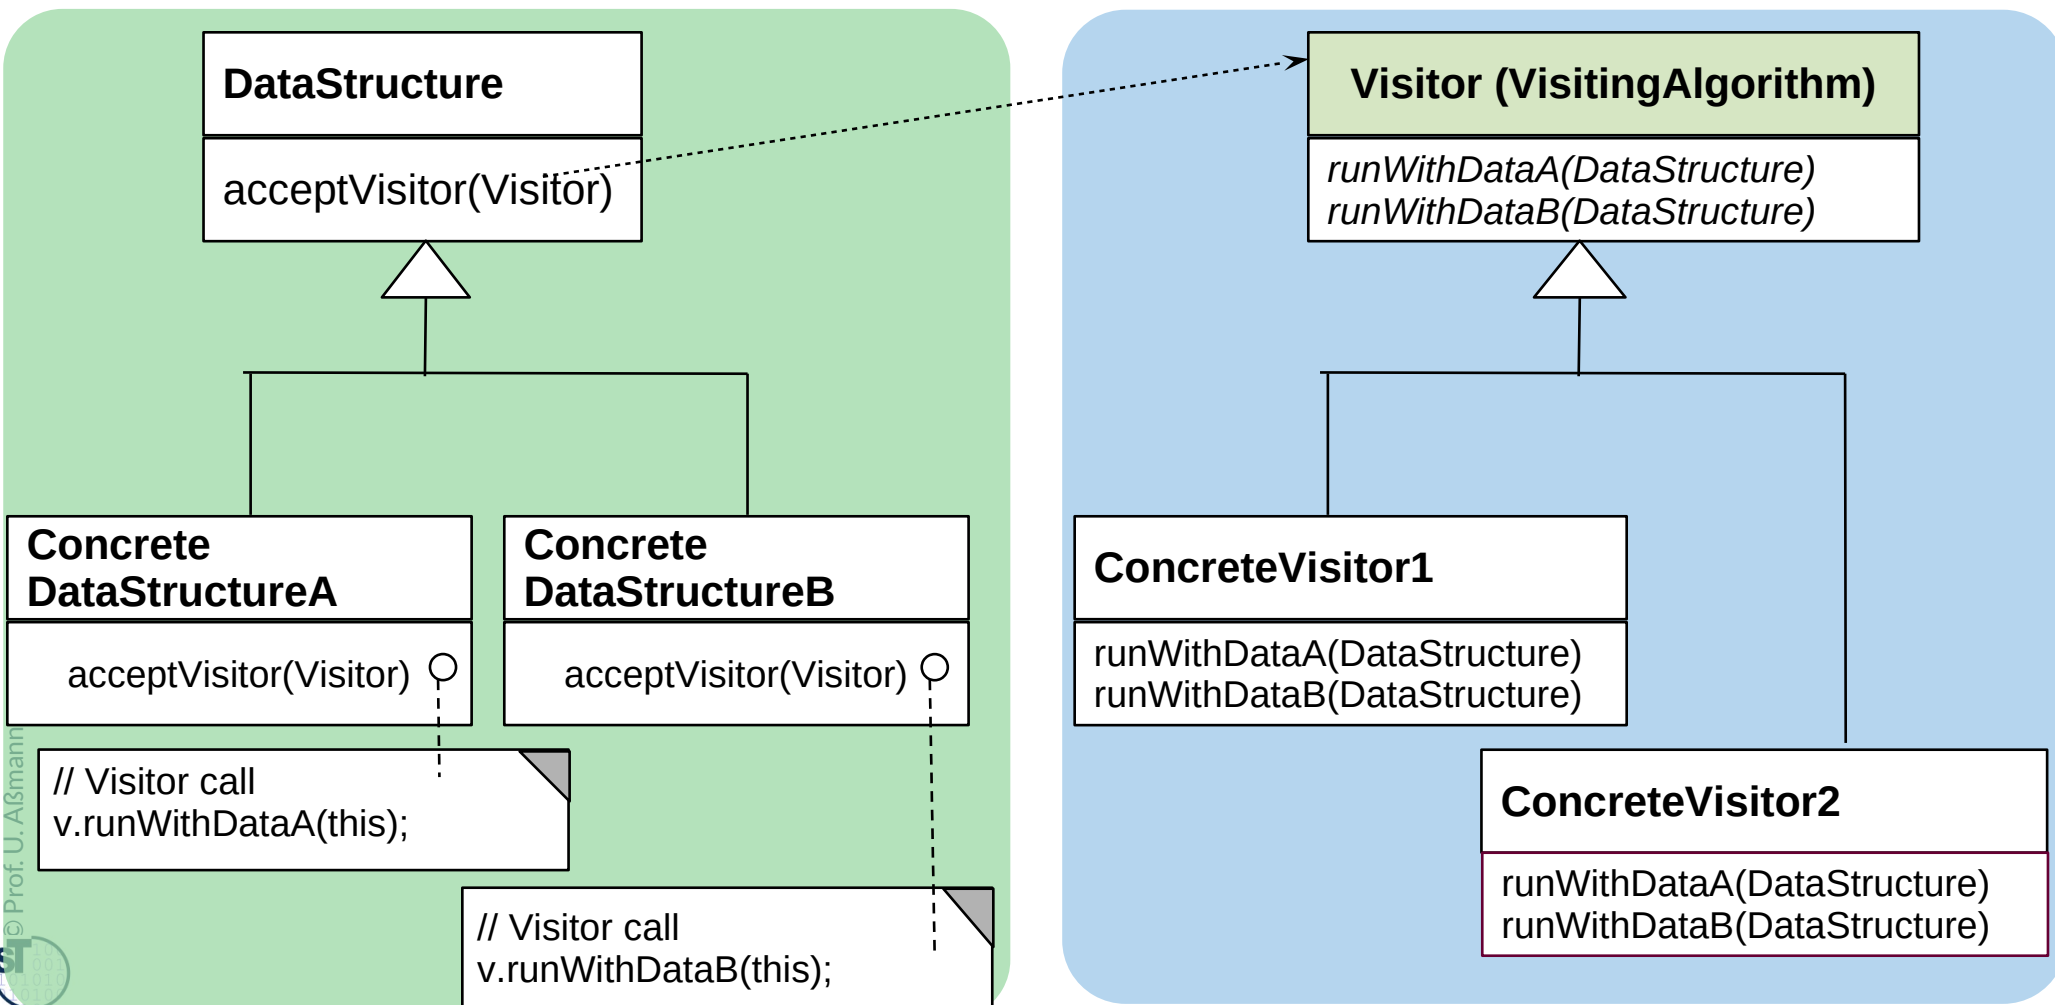 DataStructure
acceptVisitor(Visitor)
Visitor (VisitingAlgorithm)
runWithDataA(DataStructure)
runWithDataB(DataStructure)
Concrete
DataStructureA
acceptVisitor(Visitor)
Concrete
DataStructureB
acceptVisitor(Visitor)
ConcreteVisitor1
runWithDataA(DataStructure)
runWithDataB(DataStructure)
// Visitor call
v.runWithDataA(this);
ConcreteVisitor2
runWithDataA(DataStructure)
runWithDataB(DataStructure)
// Visitor call
v.runWithDataB(this);
© Prof. U. Aßmann